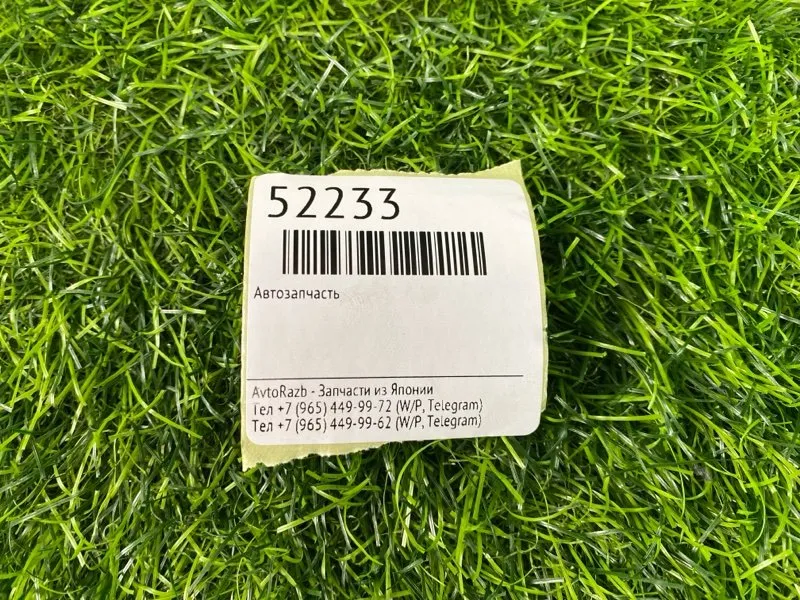 52233
Автозапчасть
AvtoRazb - Запчасти из Японии
Тел +7 (965) 449-99-72 (W/P, Telegram)
Тел +7 (965) 449-99-62 (W/P, Telegram)